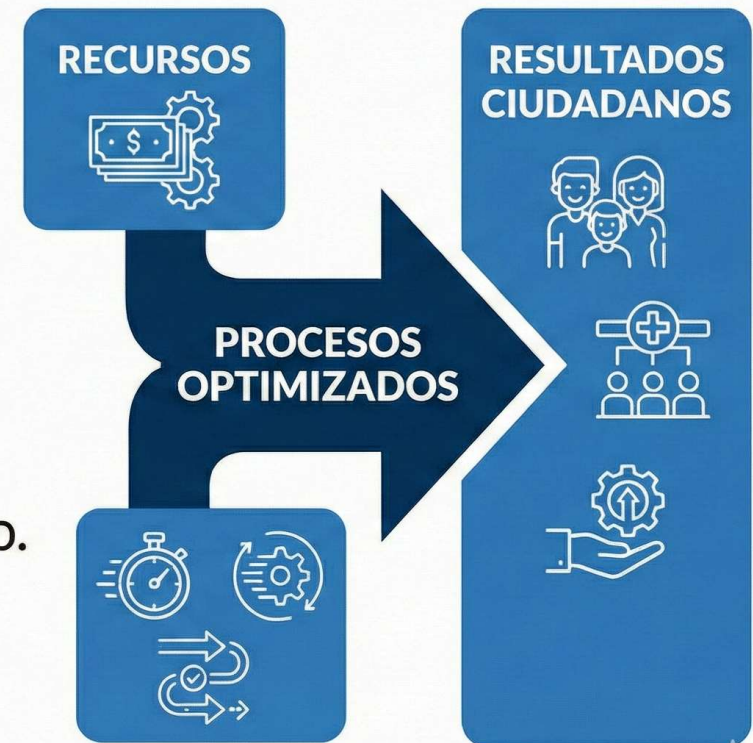 RECURSOS
$
RESULTADOS
CIUDADANOS
PROCESOS
OPTIMIZADOS
o.